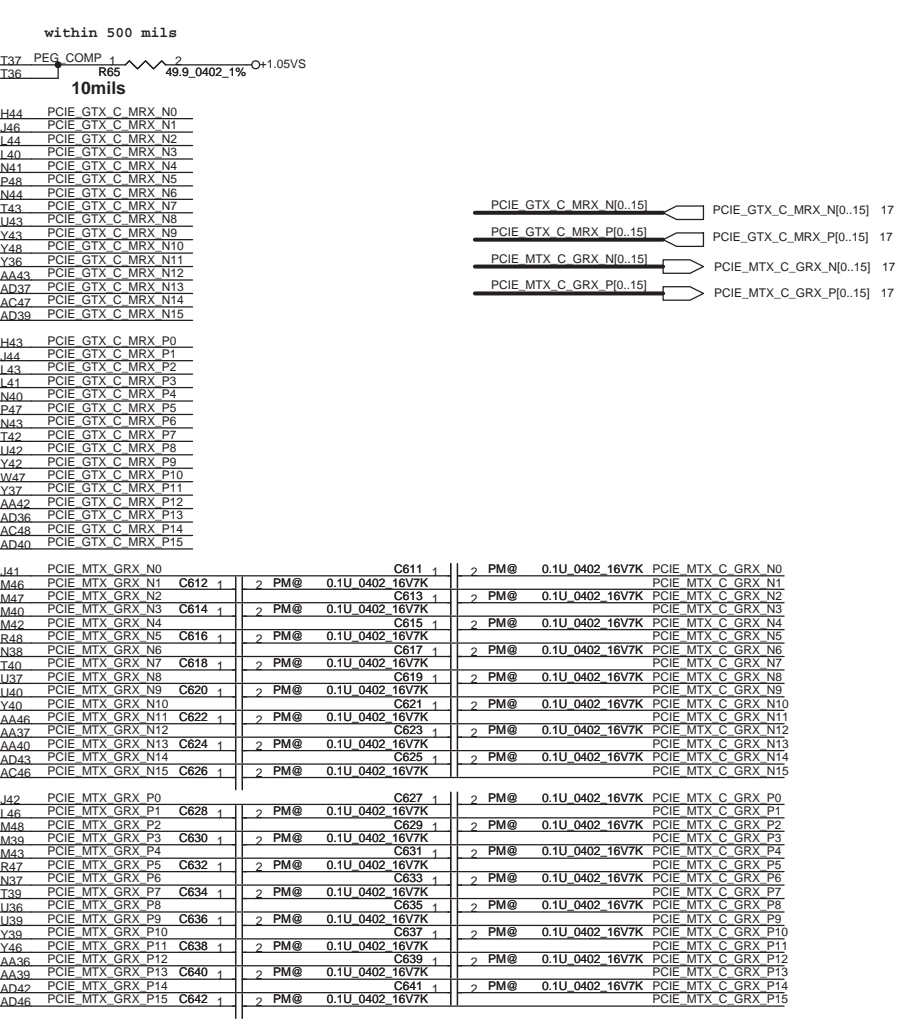 within 500 mils
T37 PEG_COMP 1 2 +1.05VS
T36 R65 49.9_0402_1%
10mils
H44 PCIE_GTX_C_MRX_N0
J46 PCIE_GTX_C_MRX_N1
L44 PCIE_GTX_C_MRX_N2
L40 PCIE_GTX_C_MRX_N3
N41 PCIE_GTX_C_MRX_N4
P48 PCIE_GTX_C_MRX_N5
N44 PCIE_GTX_C_MRX_N6
T43 PCIE_GTX_C_MRX_N7
U43 PCIE_GTX_C_MRX_N8
Y43 PCIE_GTX_C_MRX_N9
Y48 PCIE_GTX_C_MRX_N10
Y36 PCIE_GTX_C_MRX_N11
AA43 PCIE_GTX_C_MRX_N12
AD37 PCIE_GTX_C_MRX_N13
AC47 PCIE_GTX_C_MRX_N14
AD39 PCIE_GTX_C_MRX_N15
PCIE_GTX_C_MRX_N[0..15] PCIE_GTX_C_MRX_N[0..15] 17
PCIE_GTX_C_MRX_P[0..15] PCIE_GTX_C_MRX_P[0..15] 17
PCIE_MTX_C_GRX_N[0..15] PCIE_MTX_C_GRX_N[0..15] 17
PCIE_MTX_C_GRX_P[0..15] PCIE_MTX_C_GRX_P[0..15] 17
H43 PCIE_GTX_C_MRX_P0
J44 PCIE_GTX_C_MRX_P1
L43 PCIE_GTX_C_MRX_P2
L41 PCIE_GTX_C_MRX_P3
N40 PCIE_GTX_C_MRX_P4
P47 PCIE_GTX_C_MRX_P5
N43 PCIE_GTX_C_MRX_P6
T42 PCIE_GTX_C_MRX_P7
U42 PCIE_GTX_C_MRX_P8
Y42 PCIE_GTX_C_MRX_P9
W47 PCIE_GTX_C_MRX_P10
Y37 PCIE_GTX_C_MRX_P11
AA42 PCIE_GTX_C_MRX_P12
AD36 PCIE_GTX_C_MRX_P13
AC48 PCIE_GTX_C_MRX_P14
AD40 PCIE_GTX_C_MRX_P15
J41 PCIE_MTX_GRX_N0 C611 1 2 PM@ 0.1U_0402_16V7K PCIE_MTX_C_GRX_N0
M46 PCIE_MTX_GRX_N1 C612 1 2 PM@ 0.1U_0402_16V7K PCIE_MTX_C_GRX_N1
M47 PCIE_MTX_GRX_N2 C613 1 2 PM@ 0.1U_0402_16V7K PCIE_MTX_C_GRX_N2
M40 PCIE_MTX_GRX_N3 C614 1 2 PM@ 0.1U_0402_16V7K PCIE_MTX_C_GRX_N3
M42 PCIE_MTX_GRX_N4 C615 1 2 PM@ 0.1U_0402_16V7K PCIE_MTX_C_GRX_N4
R48 PCIE_MTX_GRX_N5 C616 1 2 PM@ 0.1U_0402_16V7K PCIE_MTX_C_GRX_N5
N38 PCIE_MTX_GRX_N6 C617 1 2 PM@ 0.1U_0402_16V7K PCIE_MTX_C_GRX_N6
T40 PCIE_MTX_GRX_N7 C618 1 2 PM@ 0.1U_0402_16V7K PCIE_MTX_C_GRX_N7
U37 PCIE_MTX_GRX_N8 C619 1 2 PM@ 0.1U_0402_16V7K PCIE_MTX_C_GRX_N8
U40 PCIE_MTX_GRX_N9 C620 1 2 PM@ 0.1U_0402_16V7K PCIE_MTX_C_GRX_N9
Y40 PCIE_MTX_GRX_N10 C621 1 2 PM@ 0.1U_0402_16V7K PCIE_MTX_C_GRX_N10
AA46 PCIE_MTX_GRX_N11 C622 1 2 PM@ 0.1U_0402_16V7K PCIE_MTX_C_GRX_N11
AA37 PCIE_MTX_GRX_N12 C623 1 2 PM@ 0.1U_0402_16V7K PCIE_MTX_C_GRX_N12
AA40 PCIE_MTX_GRX_N13 C624 1 2 PM@ 0.1U_0402_16V7K PCIE_MTX_C_GRX_N13
AD43 PCIE_MTX_GRX_N14 C625 1 2 PM@ 0.1U_0402_16V7K PCIE_MTX_C_GRX_N14
AC46 PCIE_MTX_GRX_N15 C626 1 2 PM@ 0.1U_0402_16V7K PCIE_MTX_C_GRX_N15
J42 PCIE_MTX_GRX_P0 C627 1 2 PM@ 0.1U_0402_16V7K PCIE_MTX_C_GRX_P0
L46 PCIE_MTX_GRX_P1 C628 1 2 PM@ 0.1U_0402_16V7K PCIE_MTX_C_GRX_P1
M48 PCIE_MTX_GRX_P2 C629 1 2 PM@ 0.1U_0402_16V7K PCIE_MTX_C_GRX_P2
M39 PCIE_MTX_GRX_P3 C630 1 2 PM@ 0.1U_0402_16V7K PCIE_MTX_C_GRX_P3
M43 PCIE_MTX_GRX_P4 C631 1 2 PM@ 0.1U_0402_16V7K PCIE_MTX_C_GRX_P4
R47 PCIE_MTX_GRX_P5 C632 1 2 PM@ 0.1U_0402_16V7K PCIE_MTX_C_GRX_P5
N37 PCIE_MTX_GRX_P6 C633 1 2 PM@ 0.1U_0402_16V7K PCIE_MTX_C_GRX_P6
T39 PCIE_MTX_GRX_P7 C634 1 2 PM@ 0.1U_0402_16V7K PCIE_MTX_C_GRX_P7
U36 PCIE_MTX_GRX_P8 C635 1 2 PM@ 0.1U_0402_16V7K PCIE_MTX_C_GRX_P8
U39 PCIE_MTX_GRX_P9 C636 1 2 PM@ 0.1U_0402_16V7K PCIE_MTX_C_GRX_P9
Y39 PCIE_MTX_GRX_P10 C637 1 2 PM@ 0.1U_0402_16V7K PCIE_MTX_C_GRX_P10
Y46 PCIE_MTX_GRX_P11 C638 1 2 PM@ 0.1U_0402_16V7K PCIE_MTX_C_GRX_P11
AA36 PCIE_MTX_GRX_P12 C639 1 2 PM@ 0.1U_0402_16V7K PCIE_MTX_C_GRX_P12
AA39 PCIE_MTX_GRX_P13 C640 1 2 PM@ 0.1U_0402_16V7K PCIE_MTX_C_GRX_P13
AD42 PCIE_MTX_GRX_P14 C641 1 2 PM@ 0.1U_0402_16V7K PCIE_MTX_C_GRX_P14
AD46 PCIE_MTX_GRX_P15 C642 1 2 PM@ 0.1U_0402_16V7K PCIE_MTX_C_GRX_P15